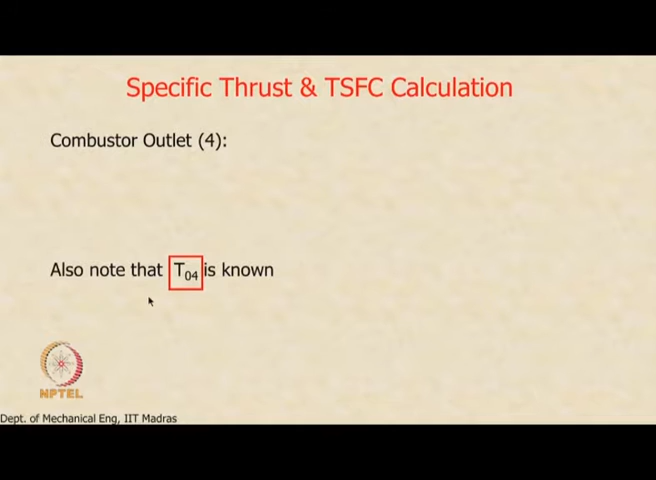 Specific Thrust & TSFC Calculation
Combustor Outlet (4):
Also note that T04 is known
NPTEL
Dept. of Mechanical Eng, IIT Madras